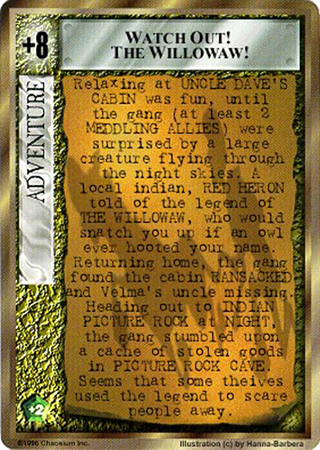 +8
WATCH OUT!
THE WILLOWAW!
ADVENTURE
Relaxing at UNCLE DAVE'S
CABIN was fun, until
the gang (at least 2
MEDDLING ALLIES) were
surprised by a large
creature flying through
the night skies. A
local indian, RED HERON
told of the legend of
THE WILLOWAW, who would
snatch you up if an owl
ever hooted your name.
Returning home, the gang
found the cabin RANSACKED
and Velma's uncle missing.
Heading out to INDIAN
PICTURE ROCK at NIGHT,
the gang stumbled upon
a cache of stolen goods
in PICTURE ROCK CAVE.
Seems that some theives
used the legend to scare
people away.
+2
©1996 Chaosium Inc.
Illustration (c) by Hanna-Barbera